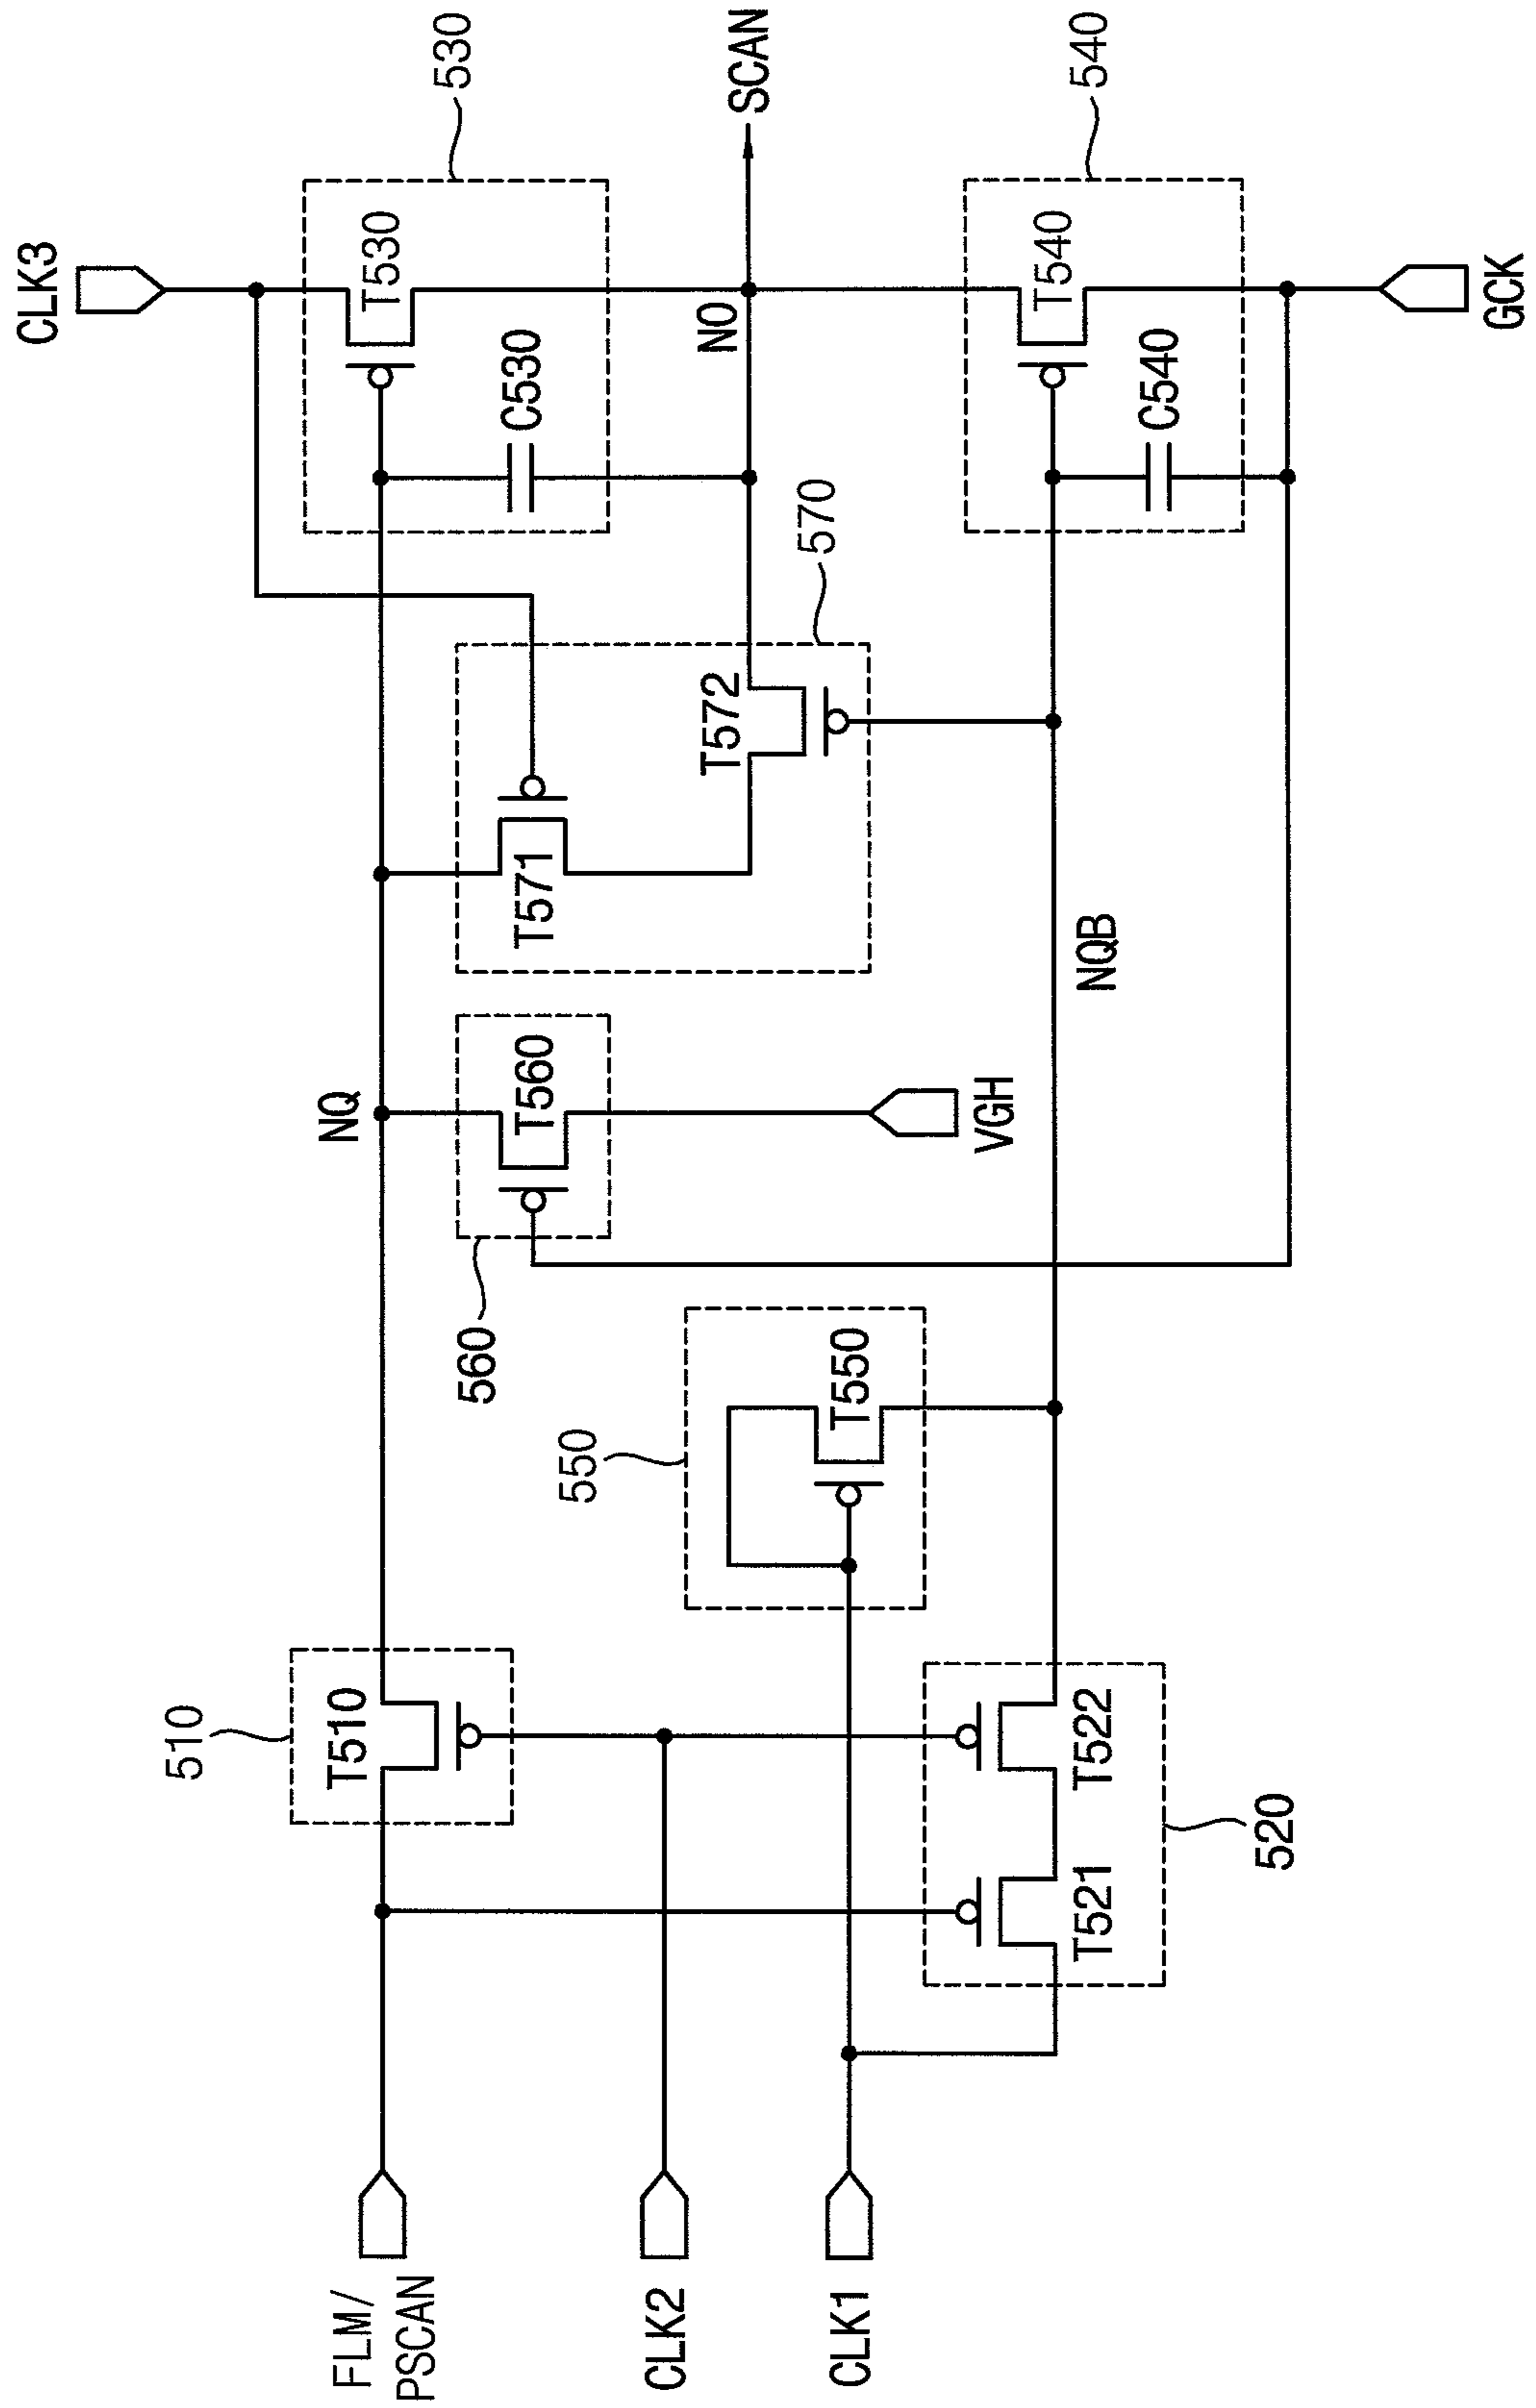 FLM/
PSCAN
CLK2
CLK1
510
T510
T521
T522
520
550
T550
560
NQ
T560
VGH
NQB
T571
T572
570
CLK3
530
T530
C530
NO
SCAN
540
T540
C540
GCK